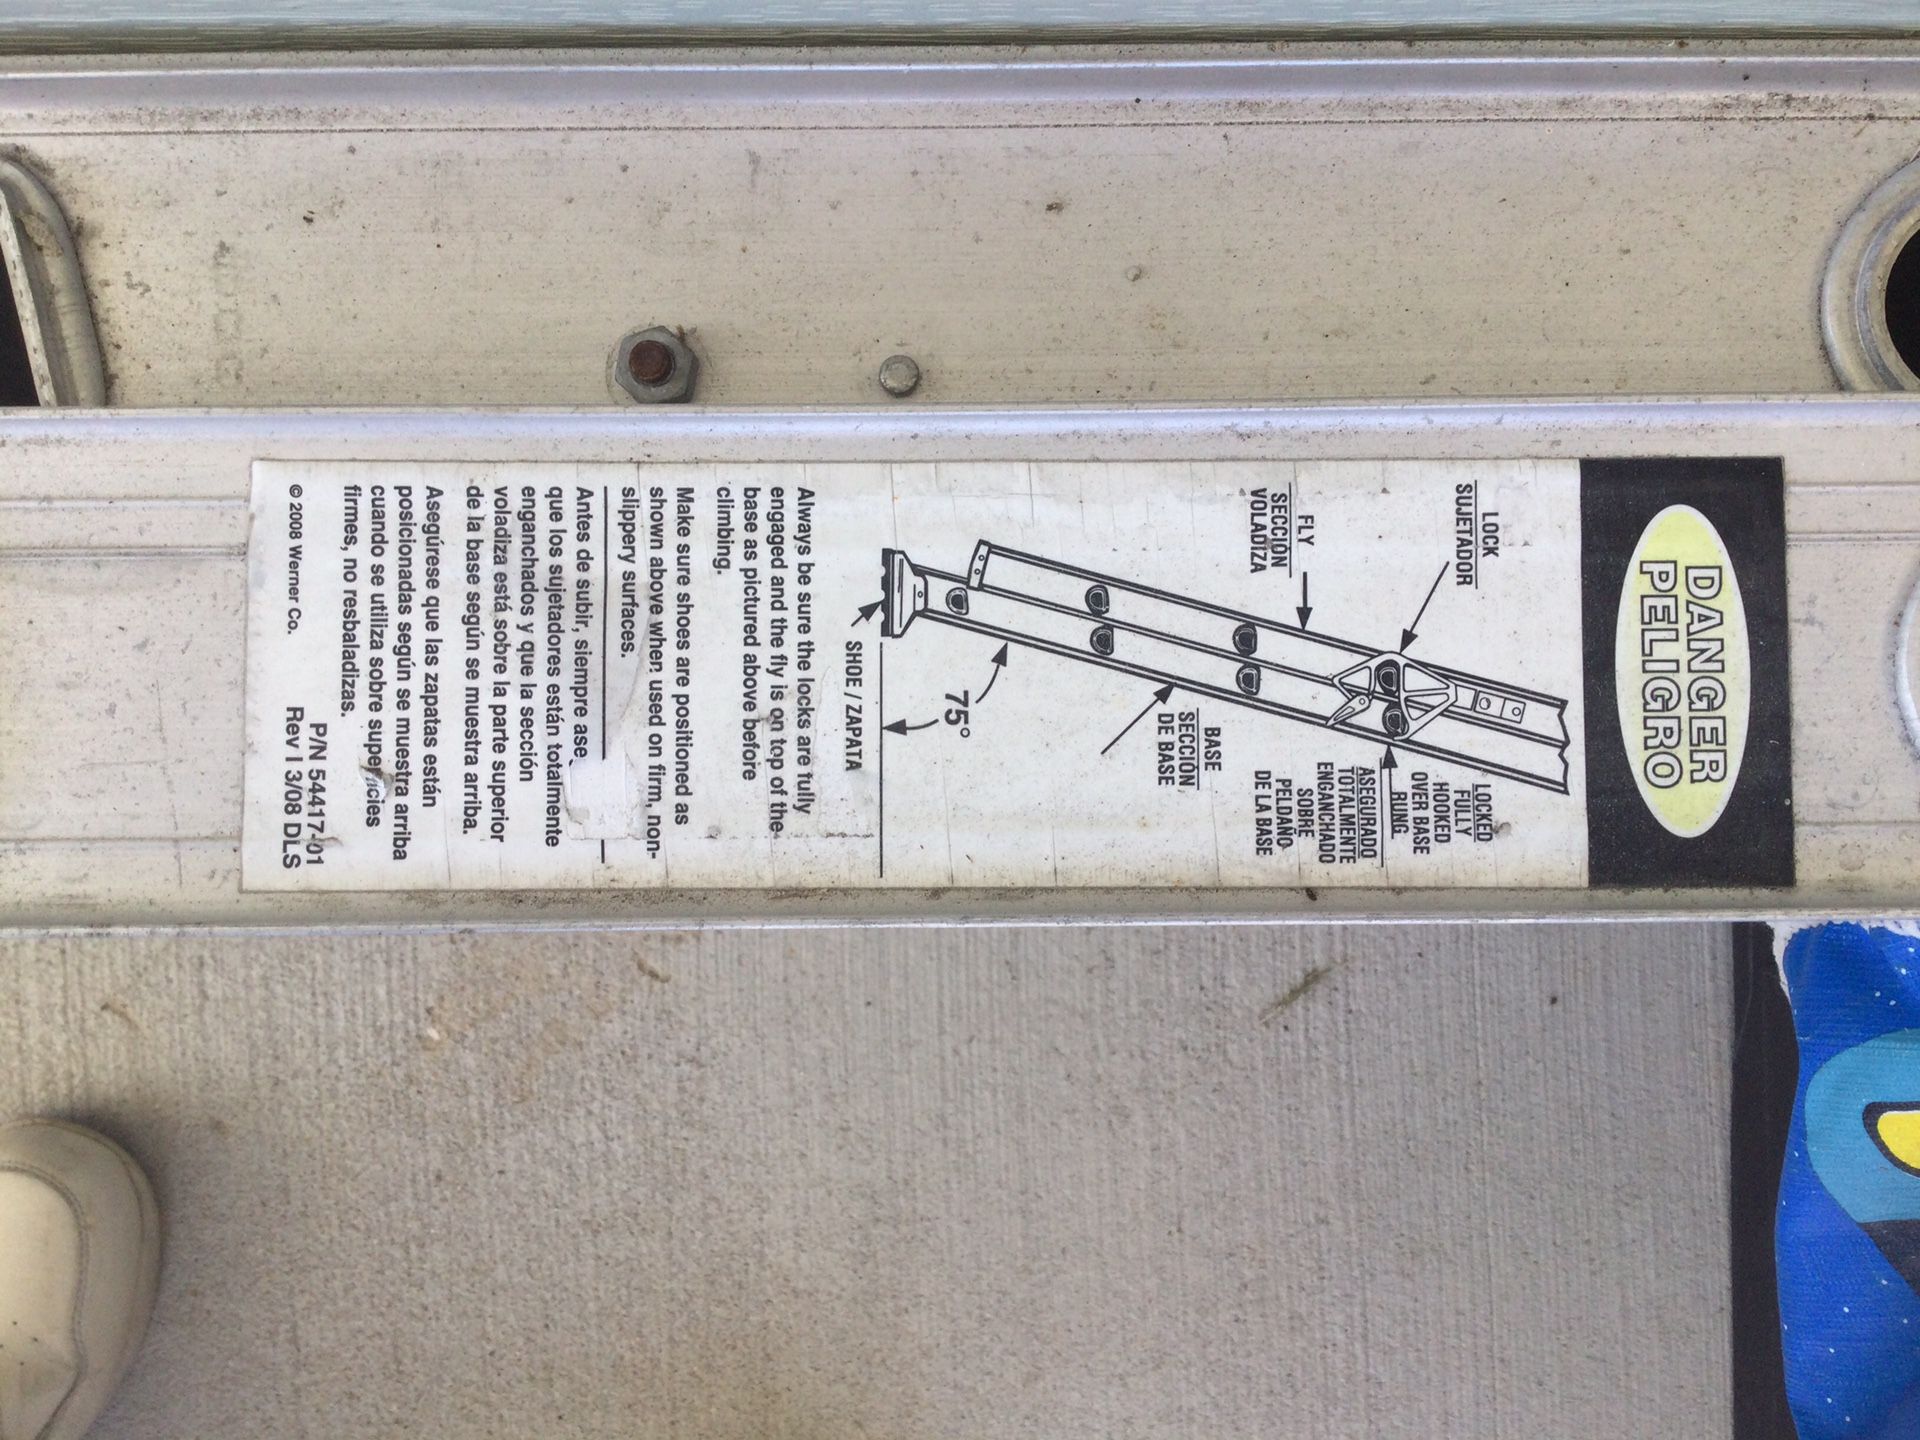 DANGER
PELIGRO
LOCK
SUJETADOR
LOCKED
FULLY
HOOKED
OVER BASE
RUNG
ASEGURADO
TOTALMENTE
ENGANCHADO
SOBRE
PELDAÑO
DE LA BASE
FLY
SECCIÓN
VOLADIZA
BASE
SECCIÓN
DE BASE
75°
SHOE / ZAPATA
Always be sure the locks are fully
engaged and the fly is on top of the
base as pictured above before
climbing.
Make sure shoes are positioned as
shown above when used on firm, non-
slippery surfaces.
Antes de subir, siempre ase
que los sujetadores están totalmente
enganchados y que la sección
voladiza está sobre la parte superior
de la base según se muestra arriba.
Asegúrese que las zapatas están
posicionadas según se muestra arriba
cuando se utiliza sobre superficies
firmes, no resbaladizas.
P/N 54417-01
© 2008 Werner Co. Rev I 3/08 DLS